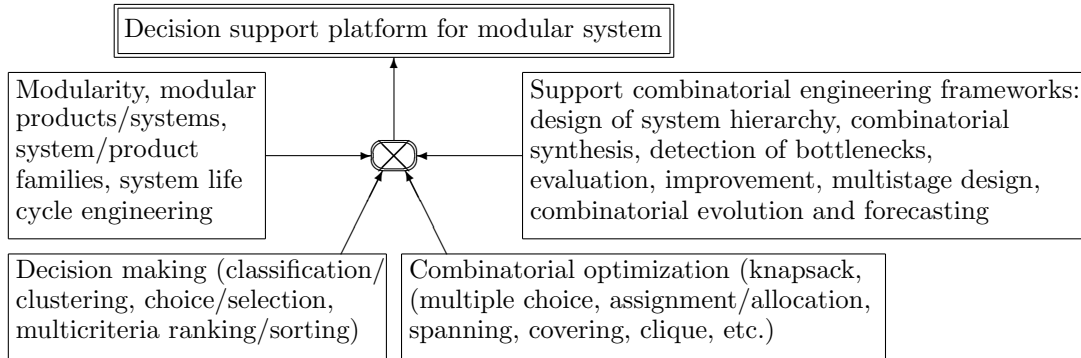 Decision support platform for modular system
Modularity, modular
products/systems,
system/product
families, system life
cycle engineering
Support combinatorial engineering frameworks:
design of system hierarchy, combinatorial
synthesis, detection of bottlenecks,
evaluation, improvement, multistage design,
combinatorial evolution and forecasting
Decision making (classification/
clustering, choice/selection,
multicriteria ranking/sorting)
Combinatorial optimization (knapsack,
(multiple choice, assignment/allocation,
spanning, covering, clique, etc.)